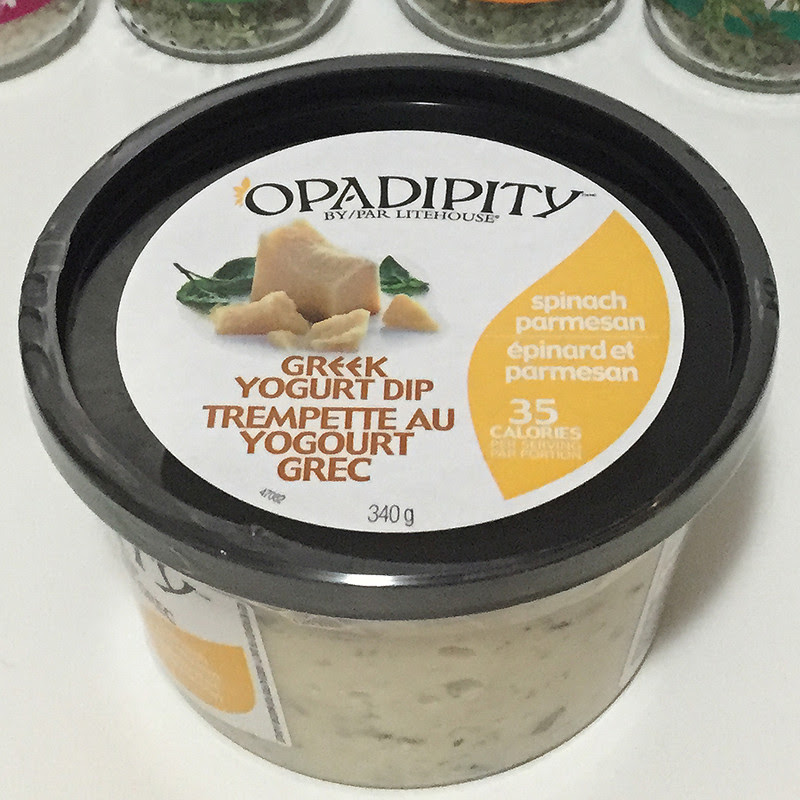 OPADIPITY™
BY/PAR LITEHOUSE®
spinach
parmesan
épinard et
parmesan
35
CALORIES
PER SERVING
PAR PORTION
GREEK
YOGURT DIP
TREMPETTE AU
YOGOURT
GREC
47082
340 g